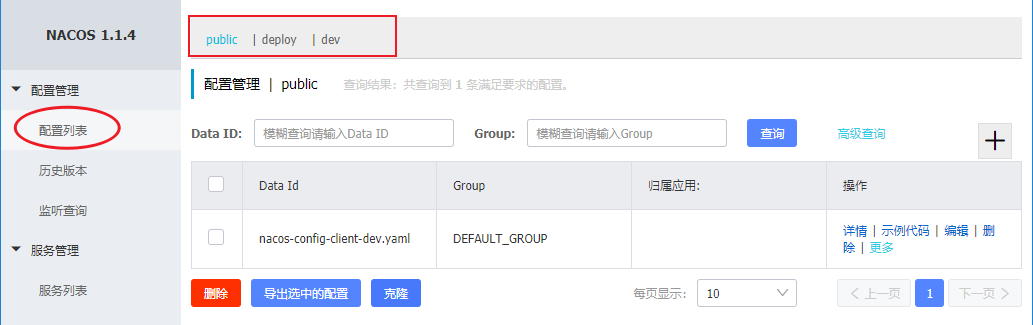 NACOS 1.1.4
配置管理
配置列表
历史版本
监听查询
服务管理
服务列表
public | deploy | dev
配置管理 | public 查询结果：共查询到 1 条满足要求的配置。
Data ID: 模糊查询请输入Data ID Group: 模糊查询请输入Group 查询 高级查询
Data Id Group 归属应用: 操作
nacos-config-client-dev.yaml DEFAULT_GROUP 详情 | 示例代码 | 编辑 | 删
除 | 更多
删除 导出选中的配置 克隆 每页显示: 10 上一页 1 下一页